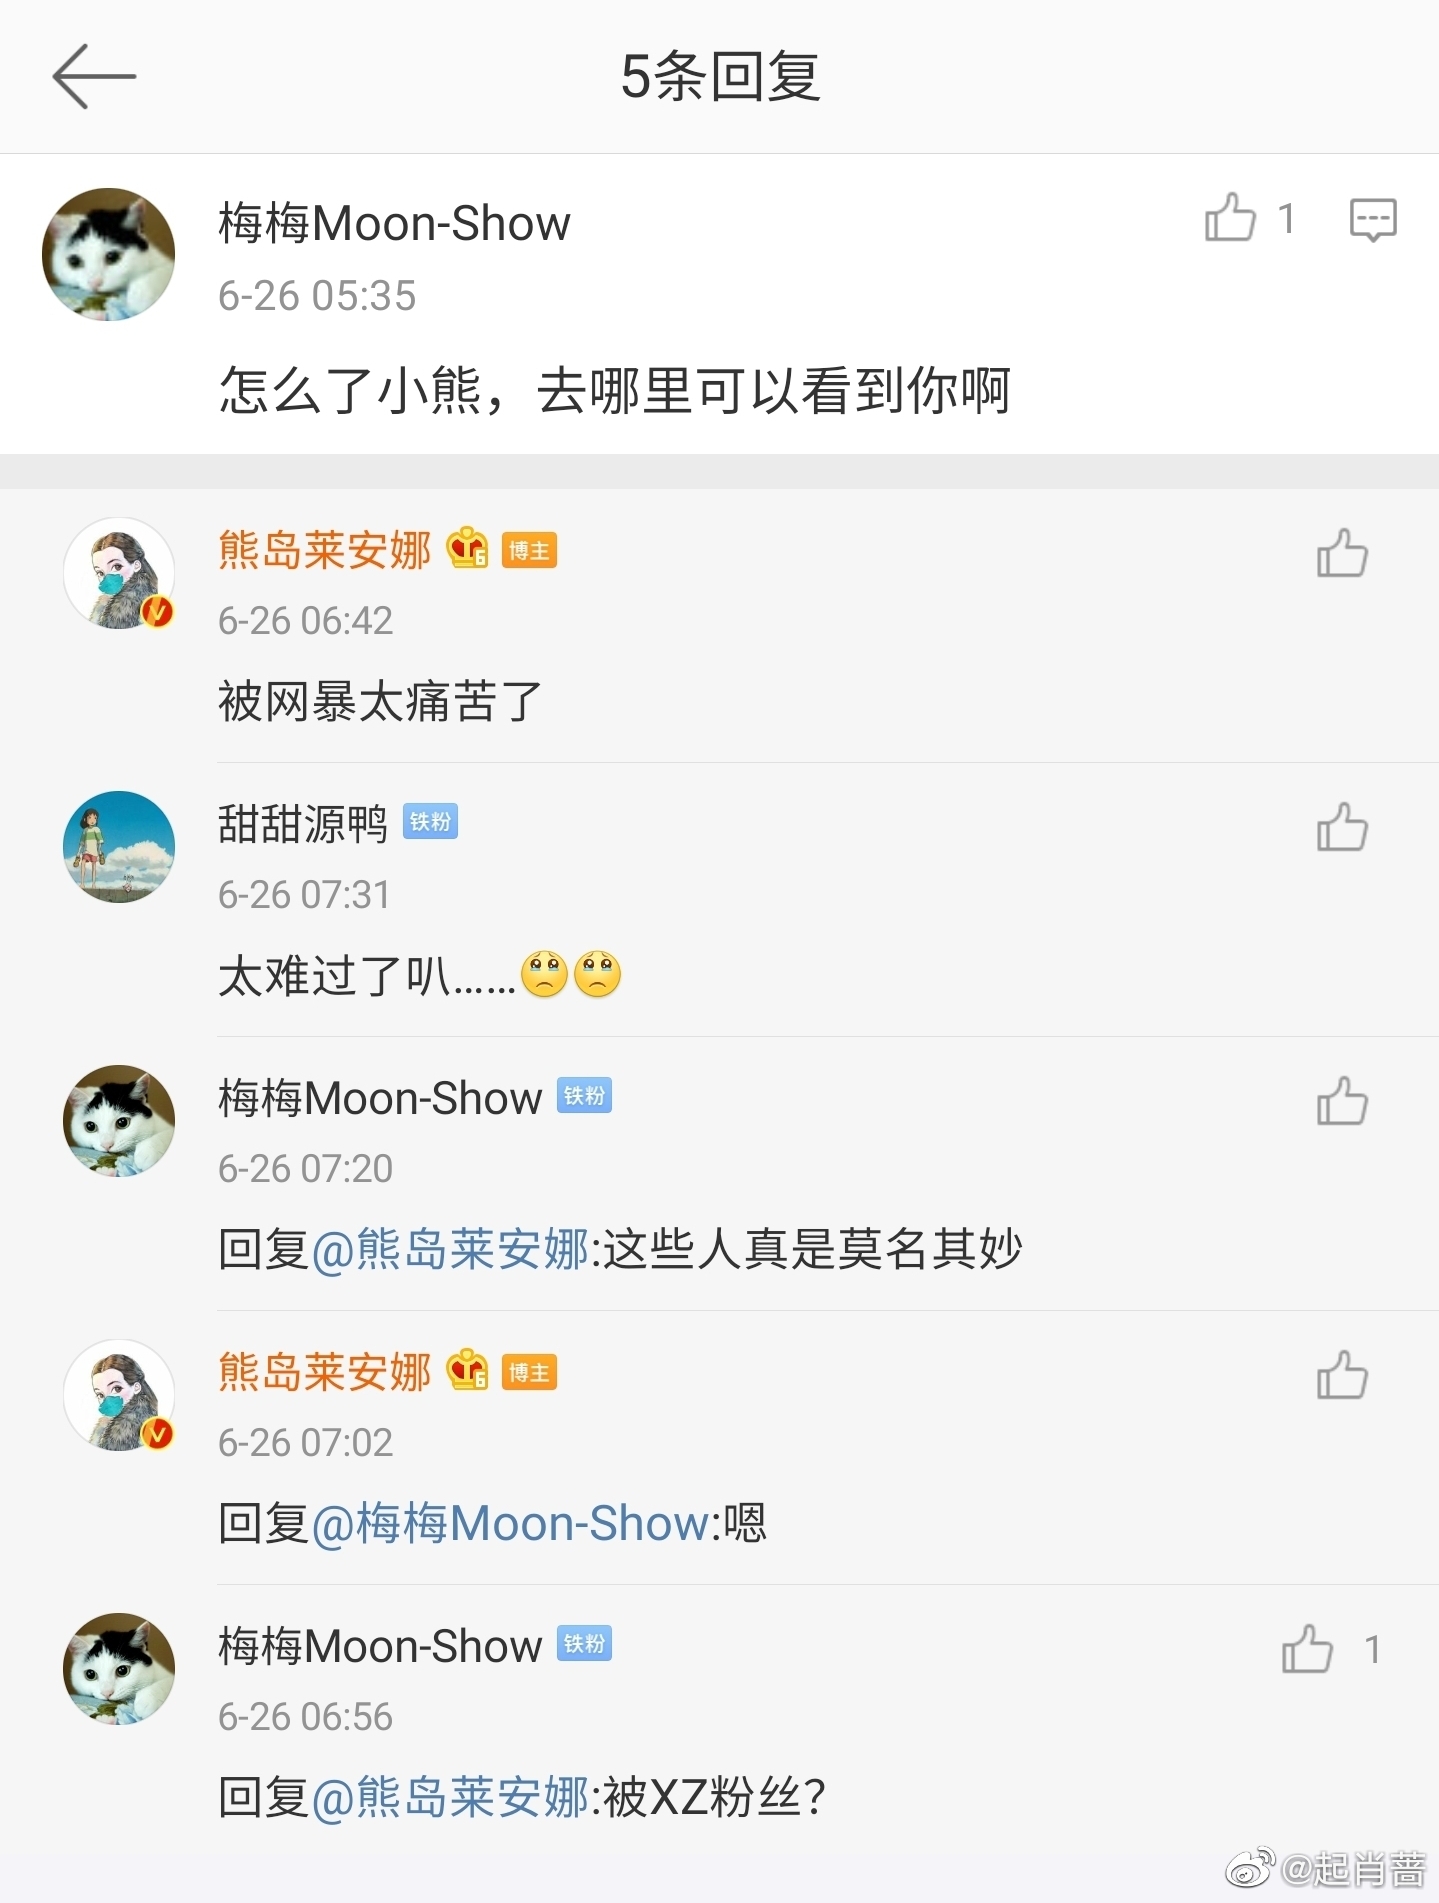 5条回复
梅梅Moon-Show
1
6-26 05:35
怎么了小熊，去哪里可以看到你啊
熊岛莱安娜 6 博主
6-26 06:42
被网暴太痛苦了
甜甜源鸭 铁粉
6-26 07:31
太难过了叭……
梅梅Moon-Show 铁粉
6-26 07:20
回复@熊岛莱安娜:这些人真是莫名其妙
熊岛莱安娜 6 博主
6-26 07:02
回复@梅梅Moon-Show:嗯
梅梅Moon-Show 铁粉
1
6-26 06:56
回复@熊岛莱安娜:被XZ粉丝？
@起肖蔷